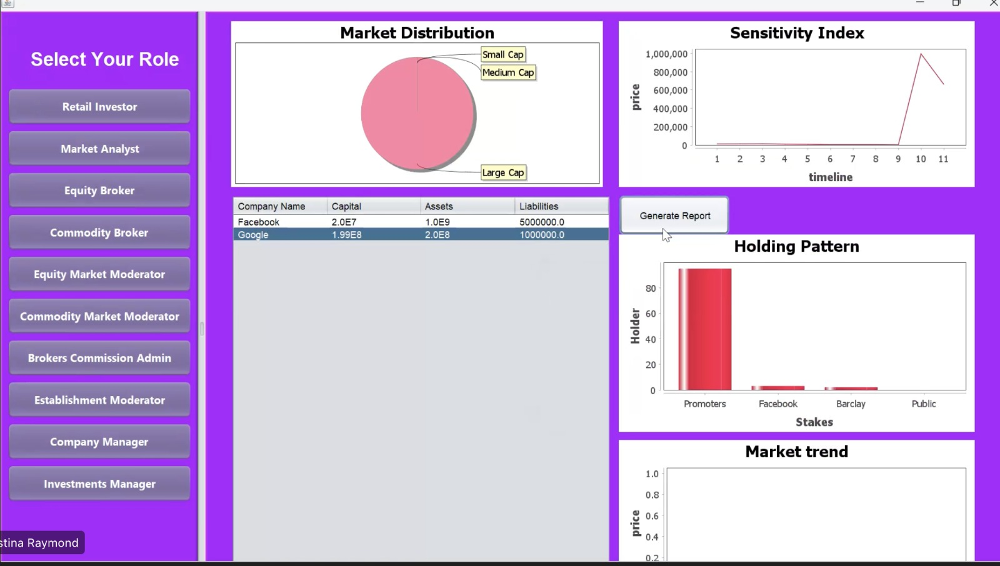 Select Your Role
Retail Investor
Market Analyst
Equity Broker
Commodity Broker
Equity Market Moderator
Commodity Market Moderator
Brokers Commission Admin
Establishment Moderator
Company Manager
Investments Manager
stina Raymond
Market Distribution
Small Cap
Medium Cap
Large Cap
Company Name Capital Assets Liabilities
Facebook 2.0E7 1.0E9 5000000.0
Google 1.99E8 2.0E8 1000000.0
Sensitivity Index
price
1,000,000
800,000
600,000
400,000
200,000
0
1 2 3 4 5 6 7 8 9 10 11
timeline
Generate Report
Holding Pattern
Holder
80
60
40
20
0
Promoters Facebook Barclay Public
Stakes
Market trend
price
1.0
0.8
0.6
0.4
0.2